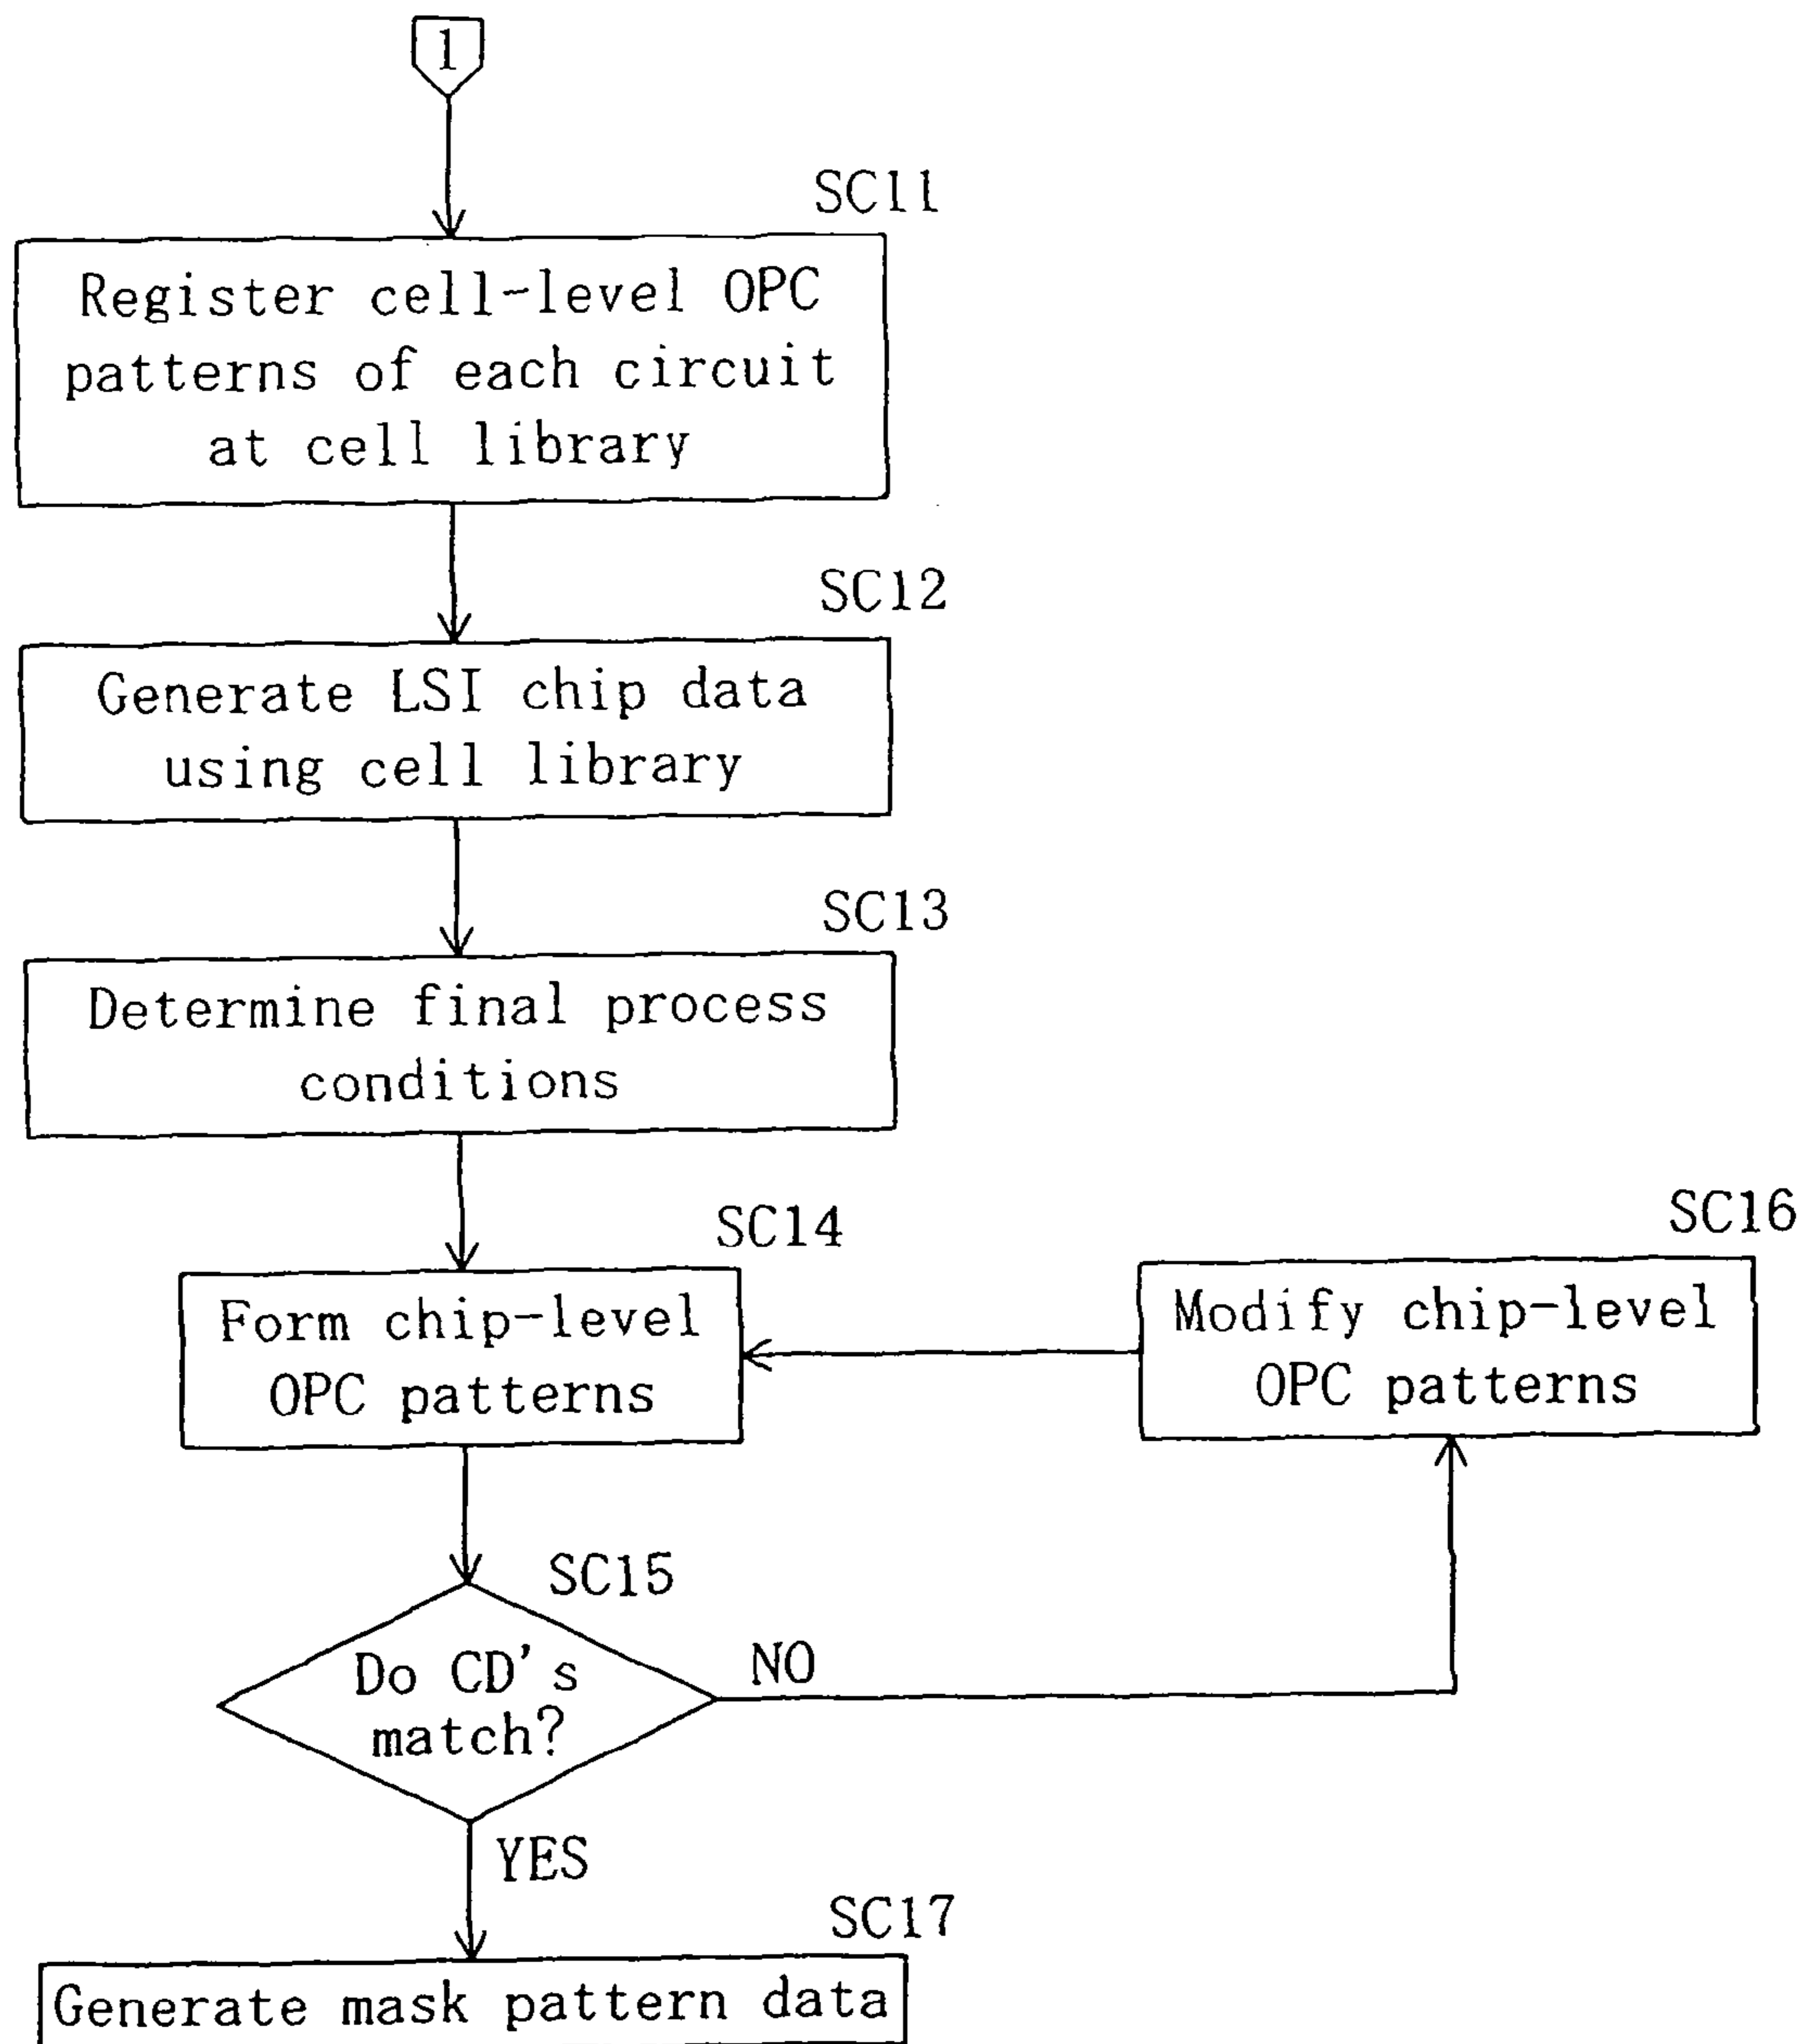 1
SC11
Register cell-level OPC
patterns of each circuit
at cell library
SC12
Generate LSI chip data
using cell library
SC13
Determine final process
conditions
SC14
Form chip-level
OPC patterns
SC16
Modify chip-level
OPC patterns
SC15
Do CD's
match?
NO
YES
SC17
Generate mask pattern data